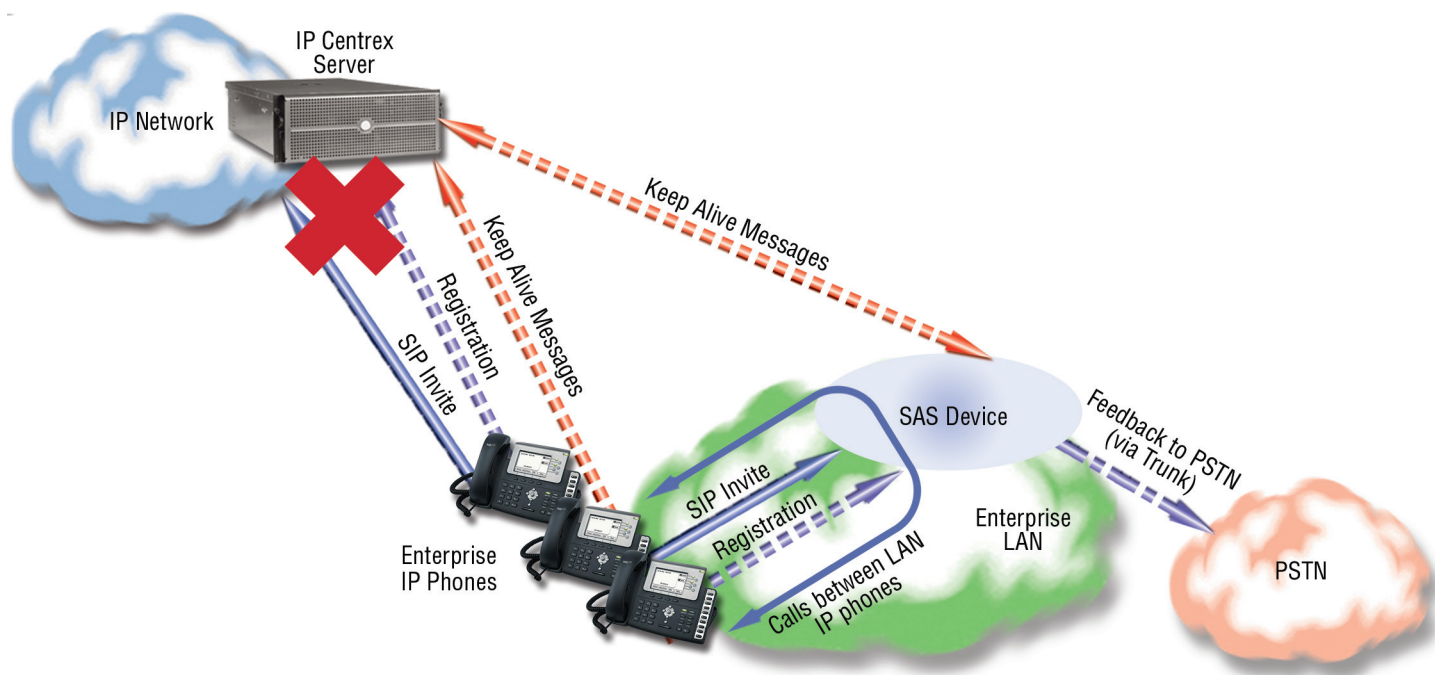 IP Centrex
Server
IP Network
Keep Alive Messages
Keep Alive Messages
Registration
SIP Invite
SAS Device
Feedback to PSTN
(via Trunk)
SIP Invite
Registration
Enterprise
LAN
Enterprise
IP Phones
Calls between LAN
IP phones
PSTN